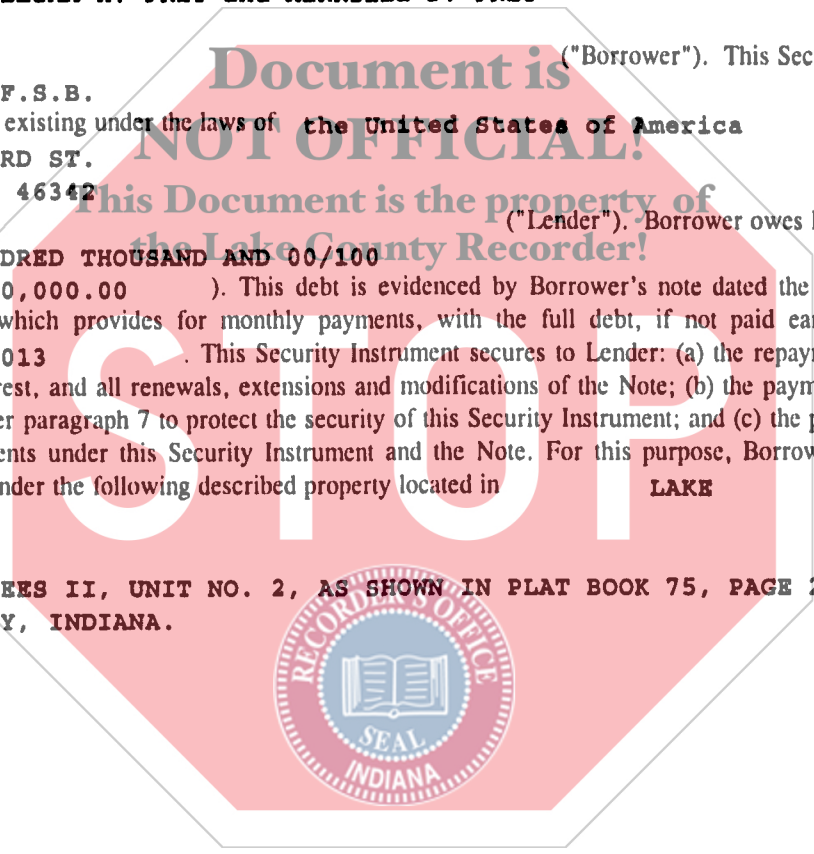 ("Borrower"). This Sec
Document is
F.S.B.
existing under the laws of the United States of America
NOT OFFICIAL!
RD ST.
46342
This Document is the property of
("Lender"). Borrower owes
the Lake County Recorder!
DRED THOUSAND AND 00/100
0,000.00 ). This debt is evidenced by Borrower's note dated the
which provides for monthly payments, with the full debt, if not paid ear
013 . This Security Instrument secures to Lender: (a) the repayr
rest, and all renewals, extensions and modifications of the Note; (b) the paym
er paragraph 7 to protect the security of this Security Instrument; and (c) the p
ents under this Security Instrument and the Note. For this purpose, Borrow
nder the following described property located in LAKE
STOP
EES II, UNIT NO. 2, AS SHOWN IN PLAT BOOK 75, PAGE 2
Y, INDIANA.
RECORDER'S OFFICE
SEAL
INDIANA